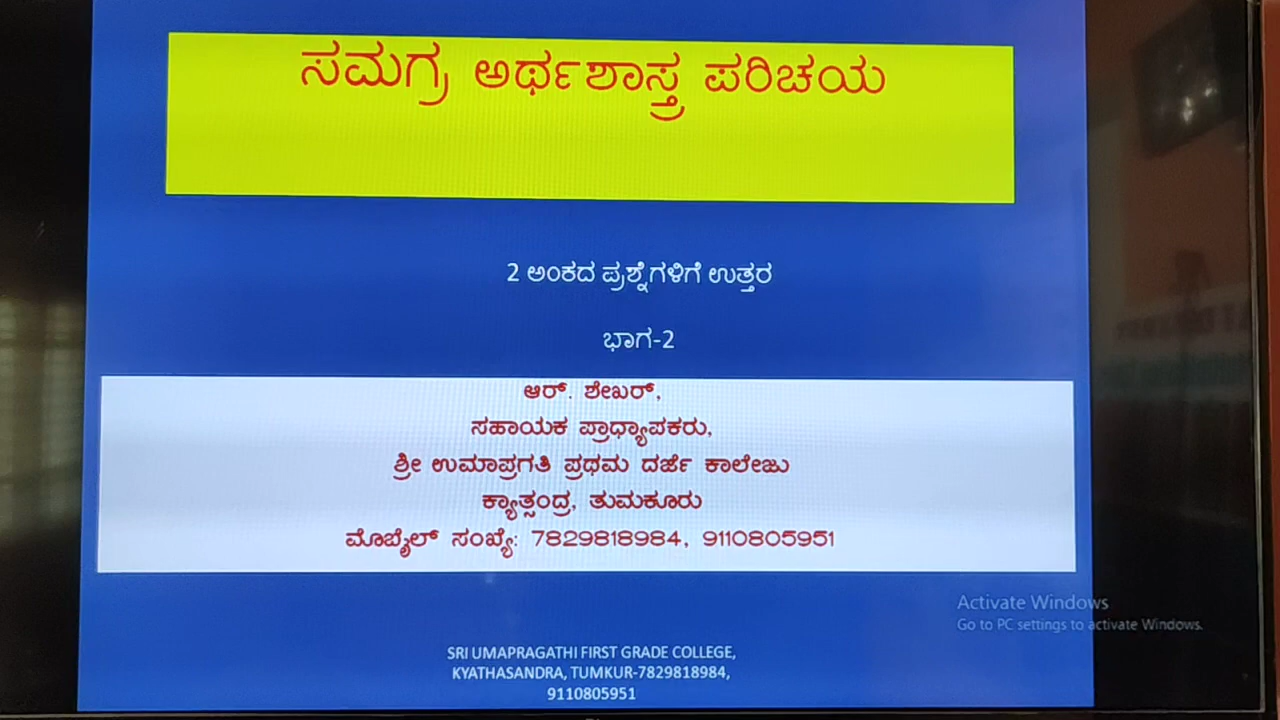 ಸಮಗ್ರ ಅರ್ಥಶಾಸ್ತ್ರ ಪರಿಚಯ
2 ಅಂಕದ ಪ್ರಶ್ನೆಗಳಿಗೆ ಉತ್ತರ
ಭಾಗ-2
ಆರ್. ಶೇಖರ್,
ಸಹಾಯಕ ಪ್ರಾಧ್ಯಾಪಕರು,
ಶ್ರೀ ಉಮಾಪ್ರಗತಿ ಪ್ರಥಮ ದರ್ಜೆ ಕಾಲೇಜು
ಕ್ಯಾತ್ಸಂದ್ರ, ತುಮಕೂರು
ಮೊಬೈಲ್ ಸಂಖ್ಯೆ: 7829818984, 9110805951
Activate Windows
Go to PC settings to activate Windows.
SRI UMAPRAGATHI FIRST GRADE COLLEGE,
KYATHASANDRA, TUMKUR-7829818984,
9110805951